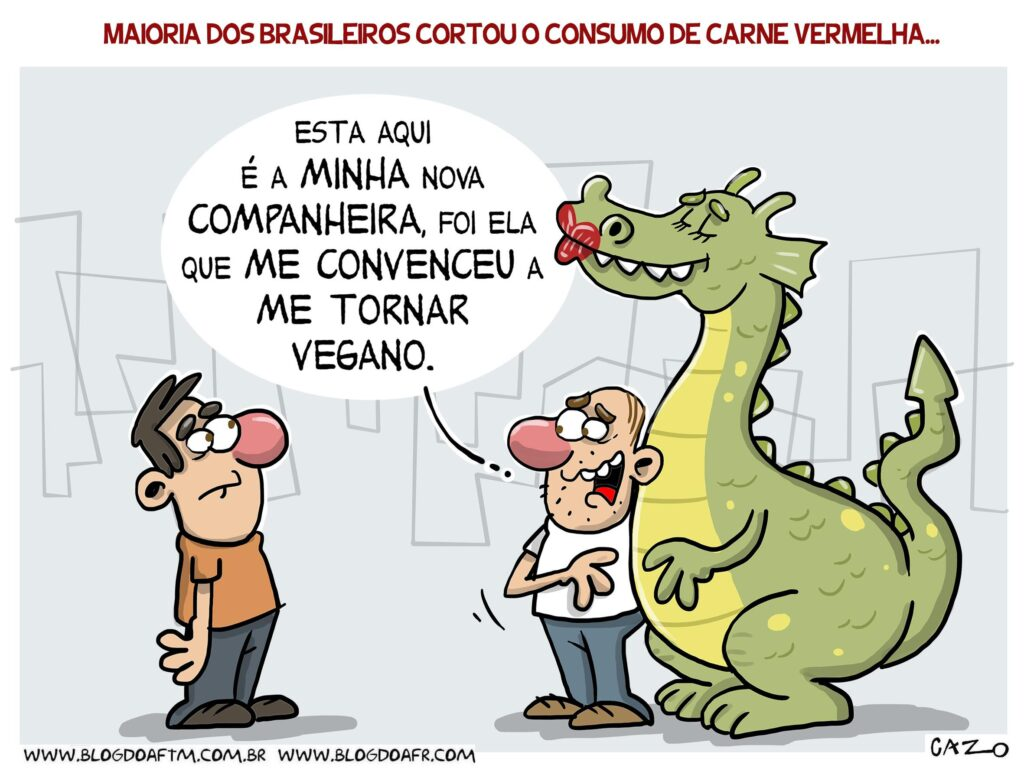 MAIORIA DOS BRASILEIROS CORTOU O CONSUMO DE CARNE VERMELHA...
ESTA AQUI
É A MINHA NOVA
COMPANHEIRA, FOI ELA
QUE ME CONVENCEU A
ME TORNAR
VEGANO.
WWW.BLOGDOAFTM.COM.BR WWW.BLOGDOAFR.COM
CAZO